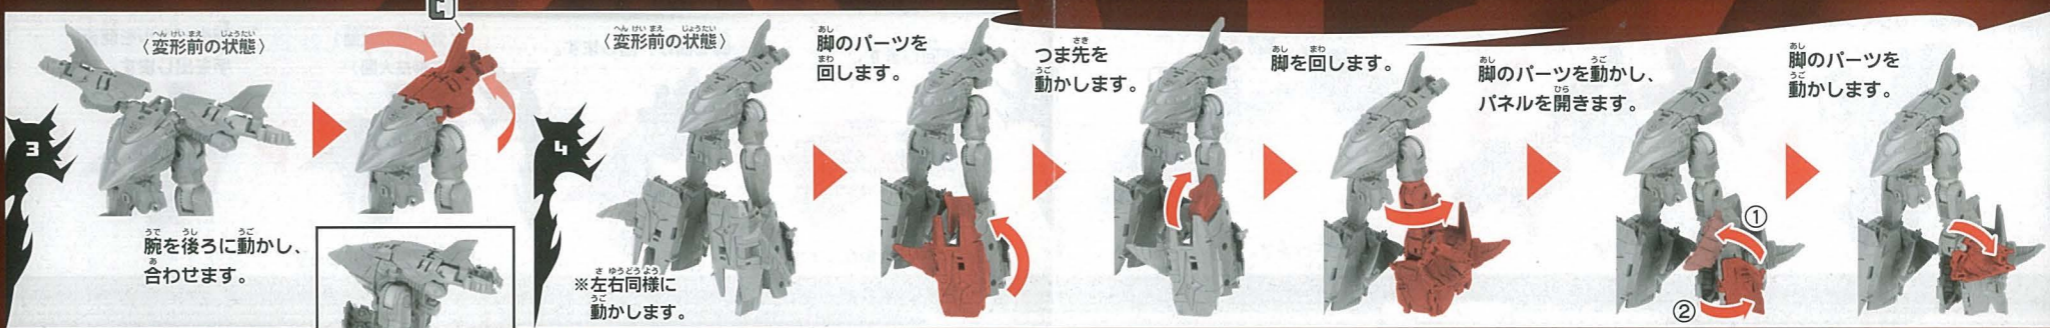 C
3
〈変形前の状態〉
腕を後ろに動かし、
合わせます。
4
〈変形前の状態〉
※左右同様に
動かします。
脚のパーツを
回します。
つま先を
動かします。
脚を回します。
脚のパーツを動かし、
パネルを開きます。
①
②
脚のパーツを
動かします。